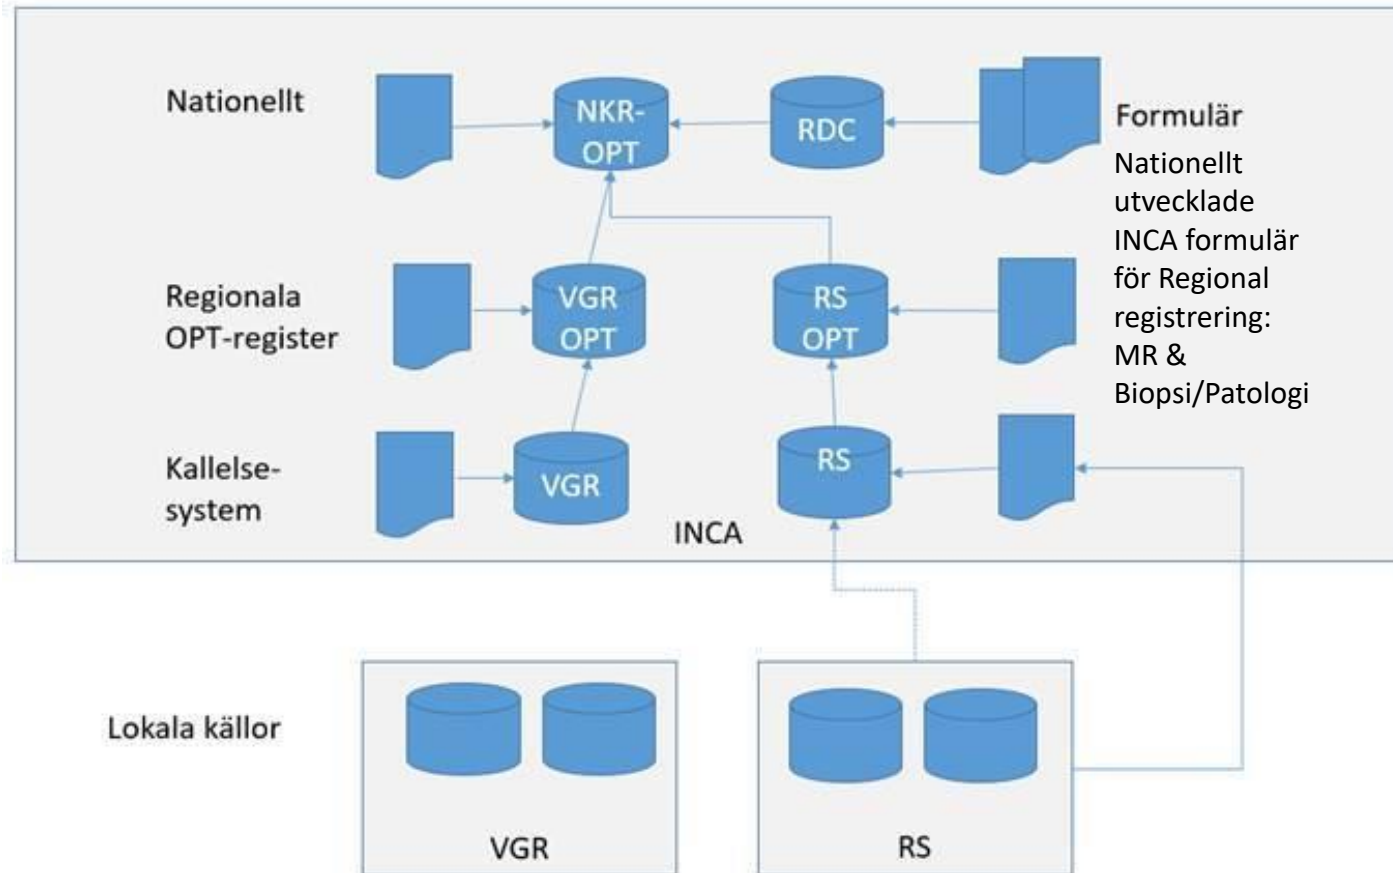 Nationellt
NKR-
OPT
RDC
Formulär
Nationellt
utvecklade
INCA formulär
för Regional
registrering:
MR &
Biopsi/Patologi
Regionala
OPT-register
VGR
OPT
RS
OPT
Kallelse-
system
VGR
RS
INCA
Lokala källor
VGR
RS